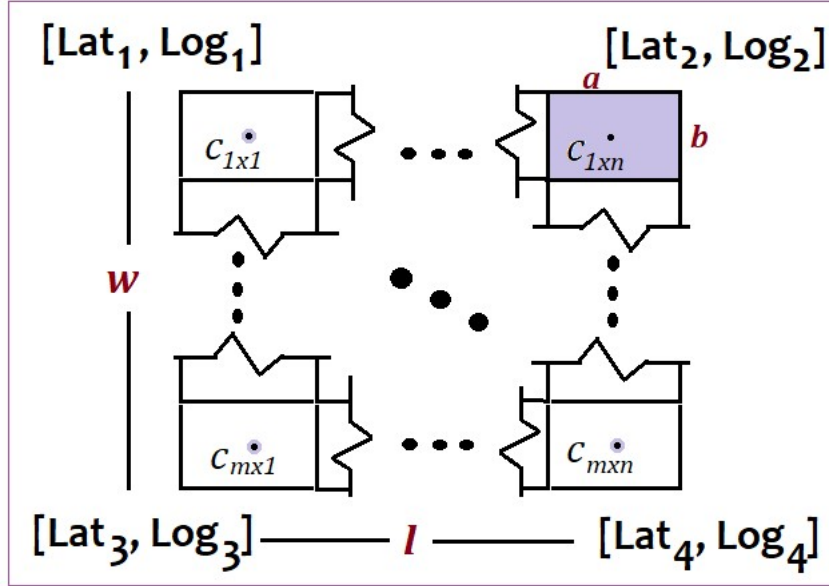 [Lat₁, Log₁] [Lat₂, Log₂]
a
C₁ₓ₁ C₁ₓₙ b
w
Cₘₓ₁ Cₘₓₙ
[Lat₃, Log₃] l [Lat₄, Log₄]